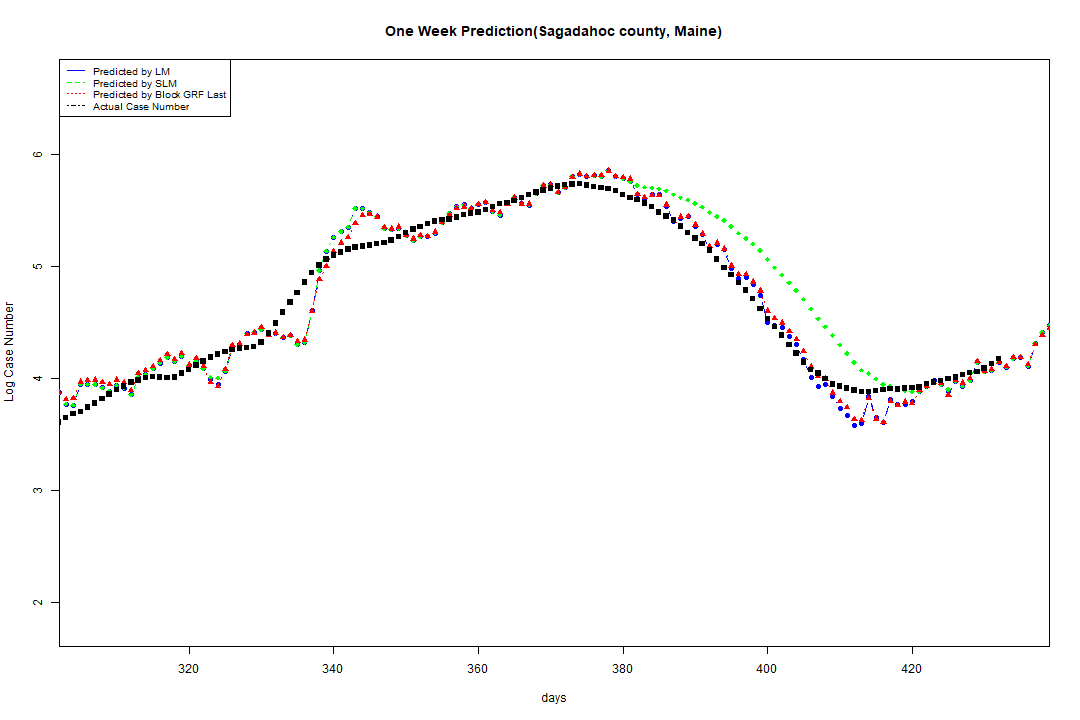 One Week Prediction(Sagadahoc county, Maine)
Predicted by LM
Predicted by SLM
Predicted by Block GRF Last
Actual Case Number
Log Case Number
6
5
4
3
2
320 340 360 380 400 420
days